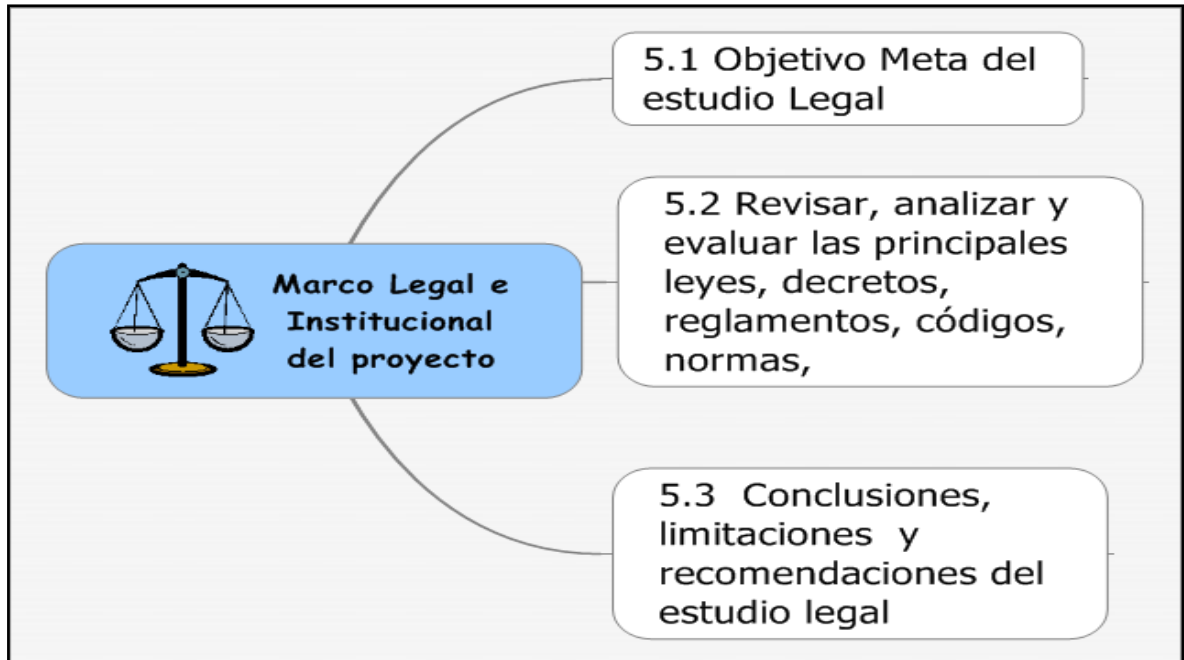 5.1 Objetivo Meta del
estudio Legal
5.2 Revisar, analizar y
evaluar las principales
leyes, decretos,
reglamentos, códigos,
normas,
Marco Legal e
Institucional
del proyecto
5.3 Conclusiones,
limitaciones y
recomendaciones del
estudio legal